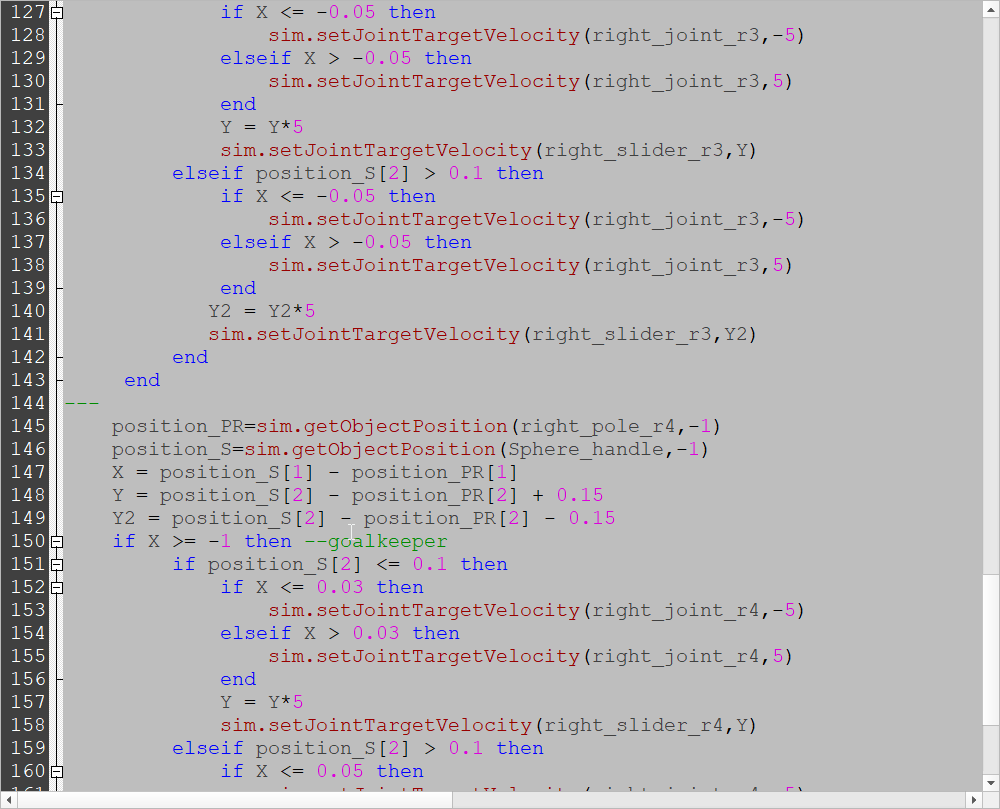 127 if X <= -0.05 then
128 sim.setJointTargetVelocity(right_joint_r3,-5)
129 elseif X > -0.05 then
130 sim.setJointTargetVelocity(right_joint_r3,5)
131 end
132 Y = Y*5
133 sim.setJointTargetVelocity(right_slider_r3,Y)
134 elseif position_S[2] > 0.1 then
135 if X <= -0.05 then
136 sim.setJointTargetVelocity(right_joint_r3,-5)
137 elseif X > -0.05 then
138 sim.setJointTargetVelocity(right_joint_r3,5)
139 end
140 Y2 = Y2*5
141 sim.setJointTargetVelocity(right_slider_r3,Y2)
142 end
143 end
144 ---
145 position_PR=sim.getObjectPosition(right_pole_r4,-1)
146 position_S=sim.getObjectPosition(Sphere_handle,-1)
147 X = position_S[1] - position_PR[1]
148 Y = position_S[2] - position_PR[2] + 0.15
149 Y2 = position_S[2] - position_PR[2] - 0.15
150 if X >= -1 then --goalkeeper
151 if position_S[2] <= 0.1 then
152 if X <= 0.03 then
153 sim.setJointTargetVelocity(right_joint_r4,-5)
154 elseif X > 0.03 then
155 sim.setJointTargetVelocity(right_joint_r4,5)
156 end
157 Y = Y*5
158 sim.setJointTargetVelocity(right_slider_r4,Y)
159 elseif position_S[2] > 0.1 then
160 if X <= 0.05 then